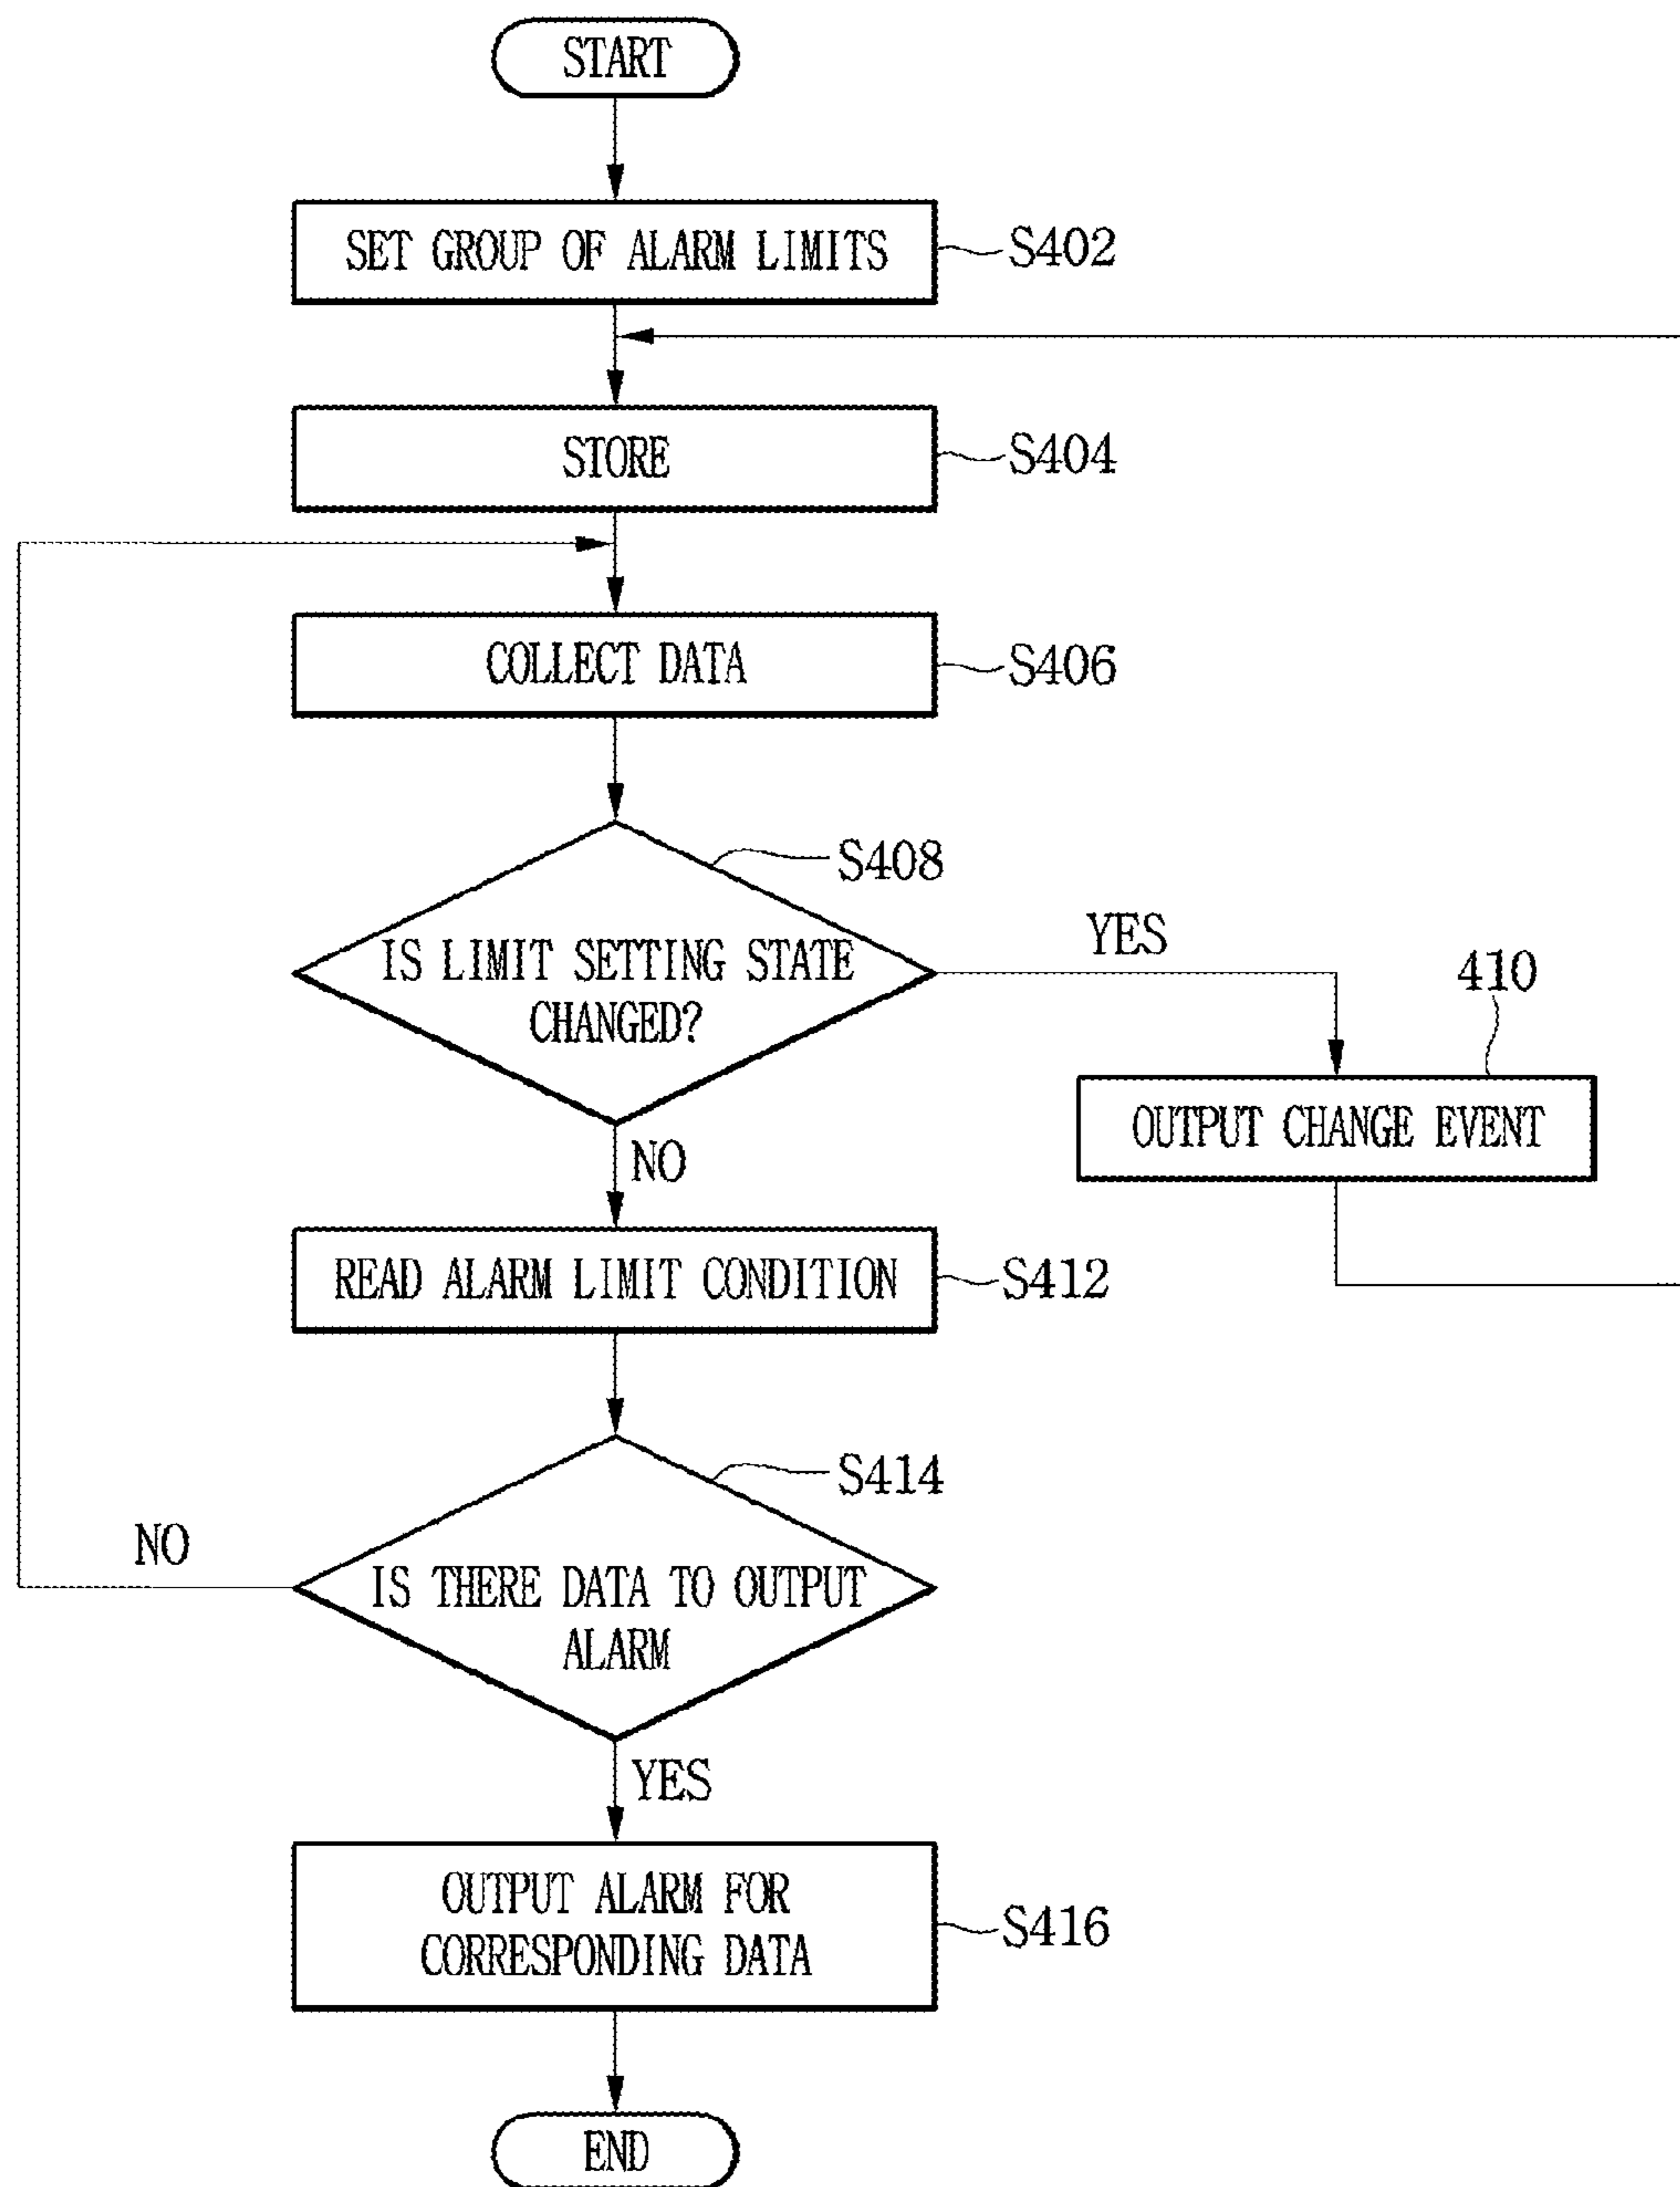 START
SET GROUP OF ALARM LIMITS
S402
STORE
S404
COLLECT DATA
S406
S408
IS LIMIT SETTING STATE
CHANGED?
YES
410
OUTPUT CHANGE EVENT
NO
READ ALARM LIMIT CONDITION
S412
S414
NO
IS THERE DATA TO OUTPUT
ALARM
YES
OUTPUT ALARM FOR
CORRESPONDING DATA
S416
END